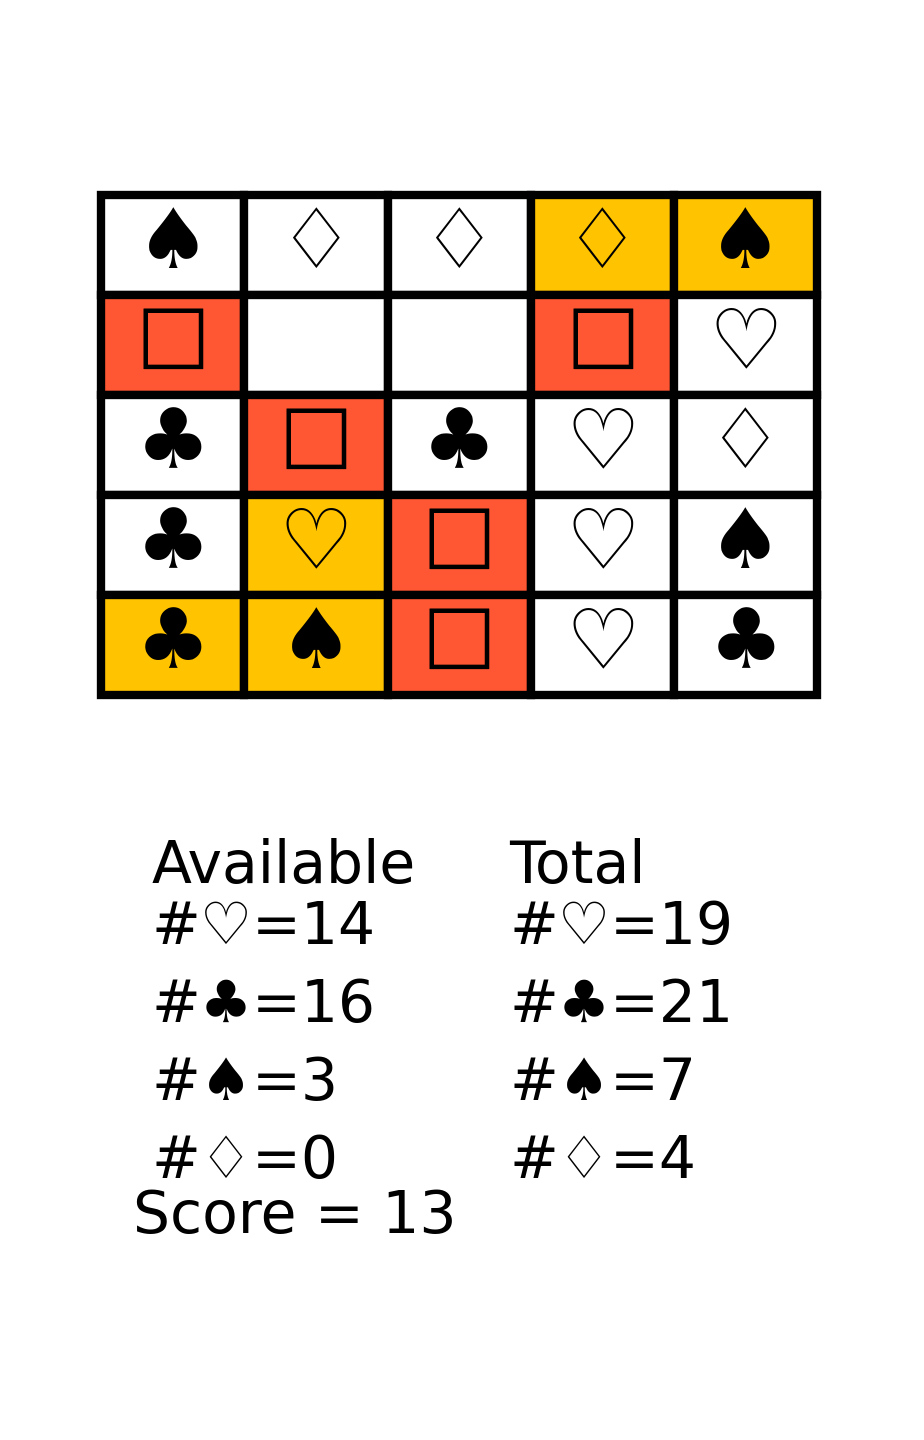 ♠ ♢ ♢ ♢ ♠
□ □ ♡
♣ □ ♣ ♡ ♢
♣ ♡ □ ♡ ♠
♣ ♠ □ ♡ ♣
Available Total
#♡=14 #♡=19
#♣=16 #♣=21
#♠=3 #♠=7
#♢=0 #♢=4
Score = 13